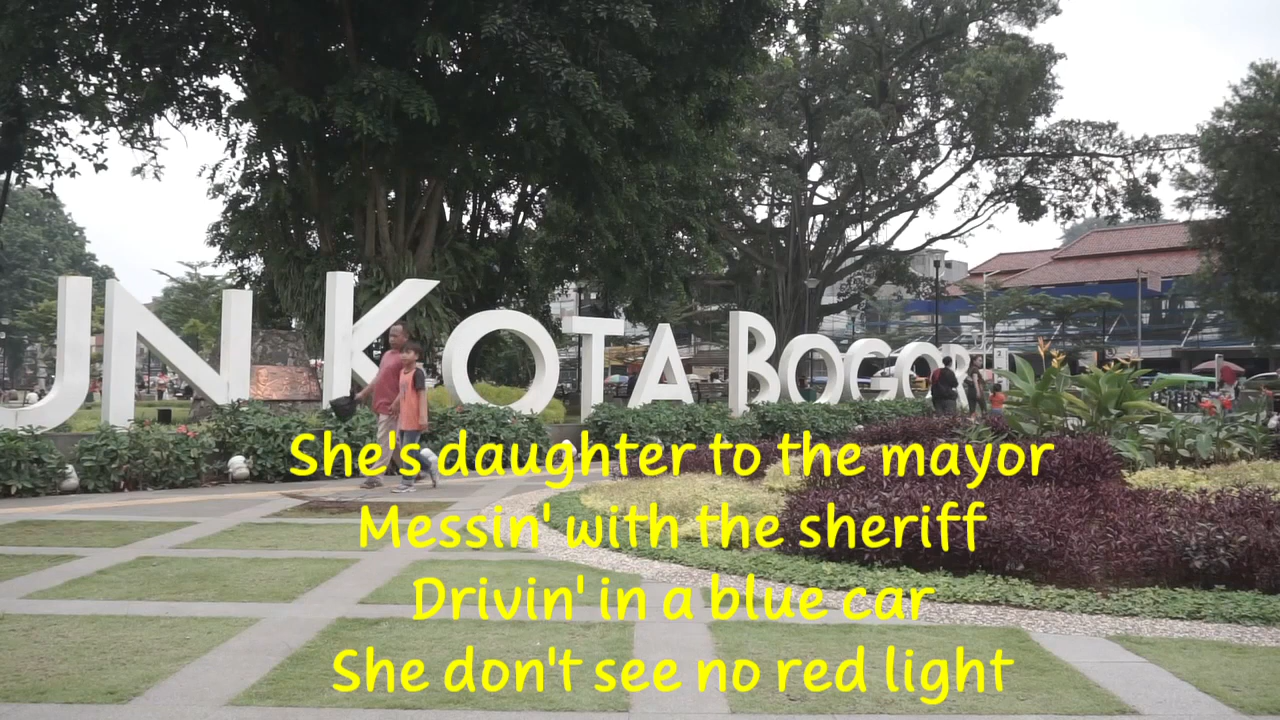 UN KOTA BOGOR
She's daughter to the mayor
Messin' with the sheriff
Drivin' in a blue car
She don't see no red light